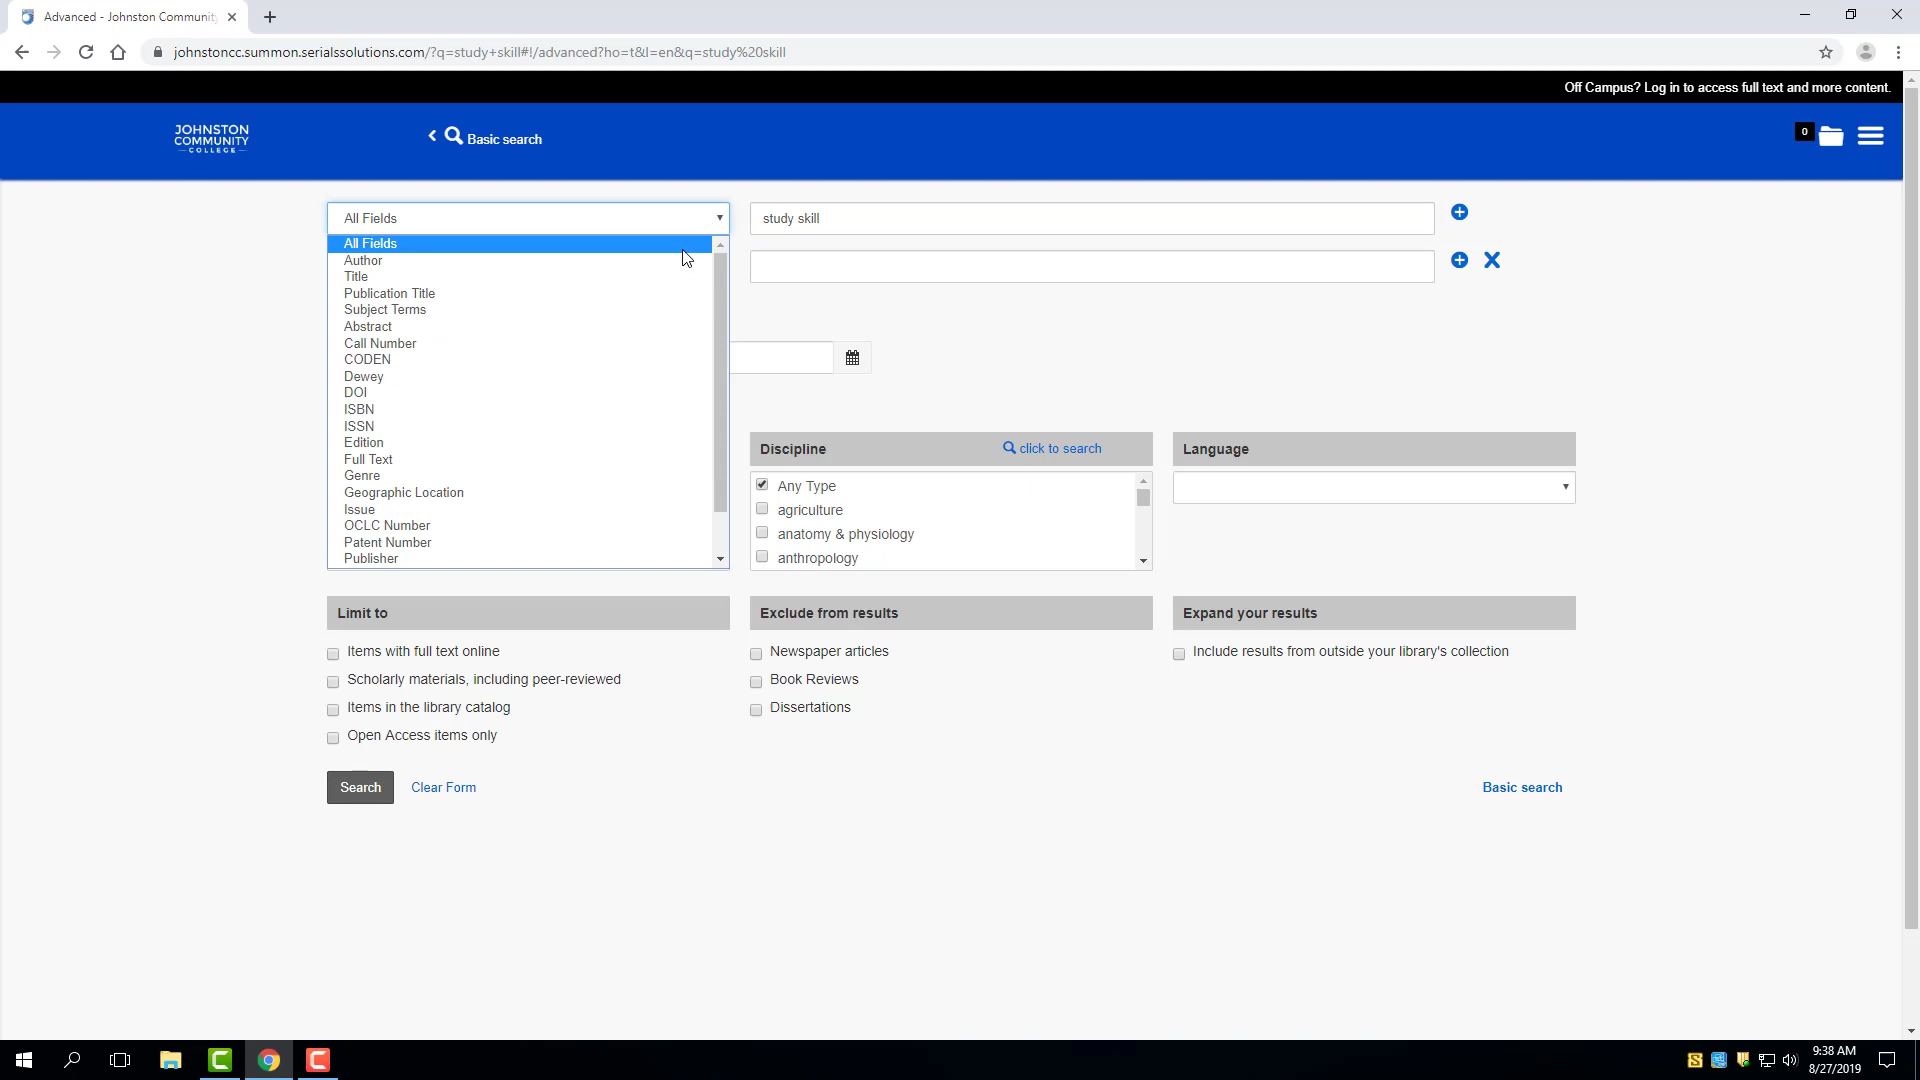 Advanced - Johnston Community
johnstoncc.summon.serialssolutions.com/?q=study+skill#!/advanced?ho=t&l=en&q=study%20skill
Off Campus? Log in to access full text and more content.
JOHNSTON
COMMUNITY
COLLEGE
Basic search
0
All Fields
study skill
All Fields
Author
Title
Publication Title
Subject Terms
Abstract
Call Number
CODEN
Dewey
DOI
ISBN
ISSN
Edition
Full Text
Genre
Geographic Location
Issue
OCLC Number
Patent Number
Publisher
Discipline
click to search
Any Type
agriculture
anatomy & physiology
anthropology
Language
Limit to
Items with full text online
Scholarly materials, including peer-reviewed
Items in the library catalog
Open Access items only
Exclude from results
Newspaper articles
Book Reviews
Dissertations
Expand your results
Include results from outside your library's collection
Search
Clear Form
Basic search
9:38 AM
8/27/2019